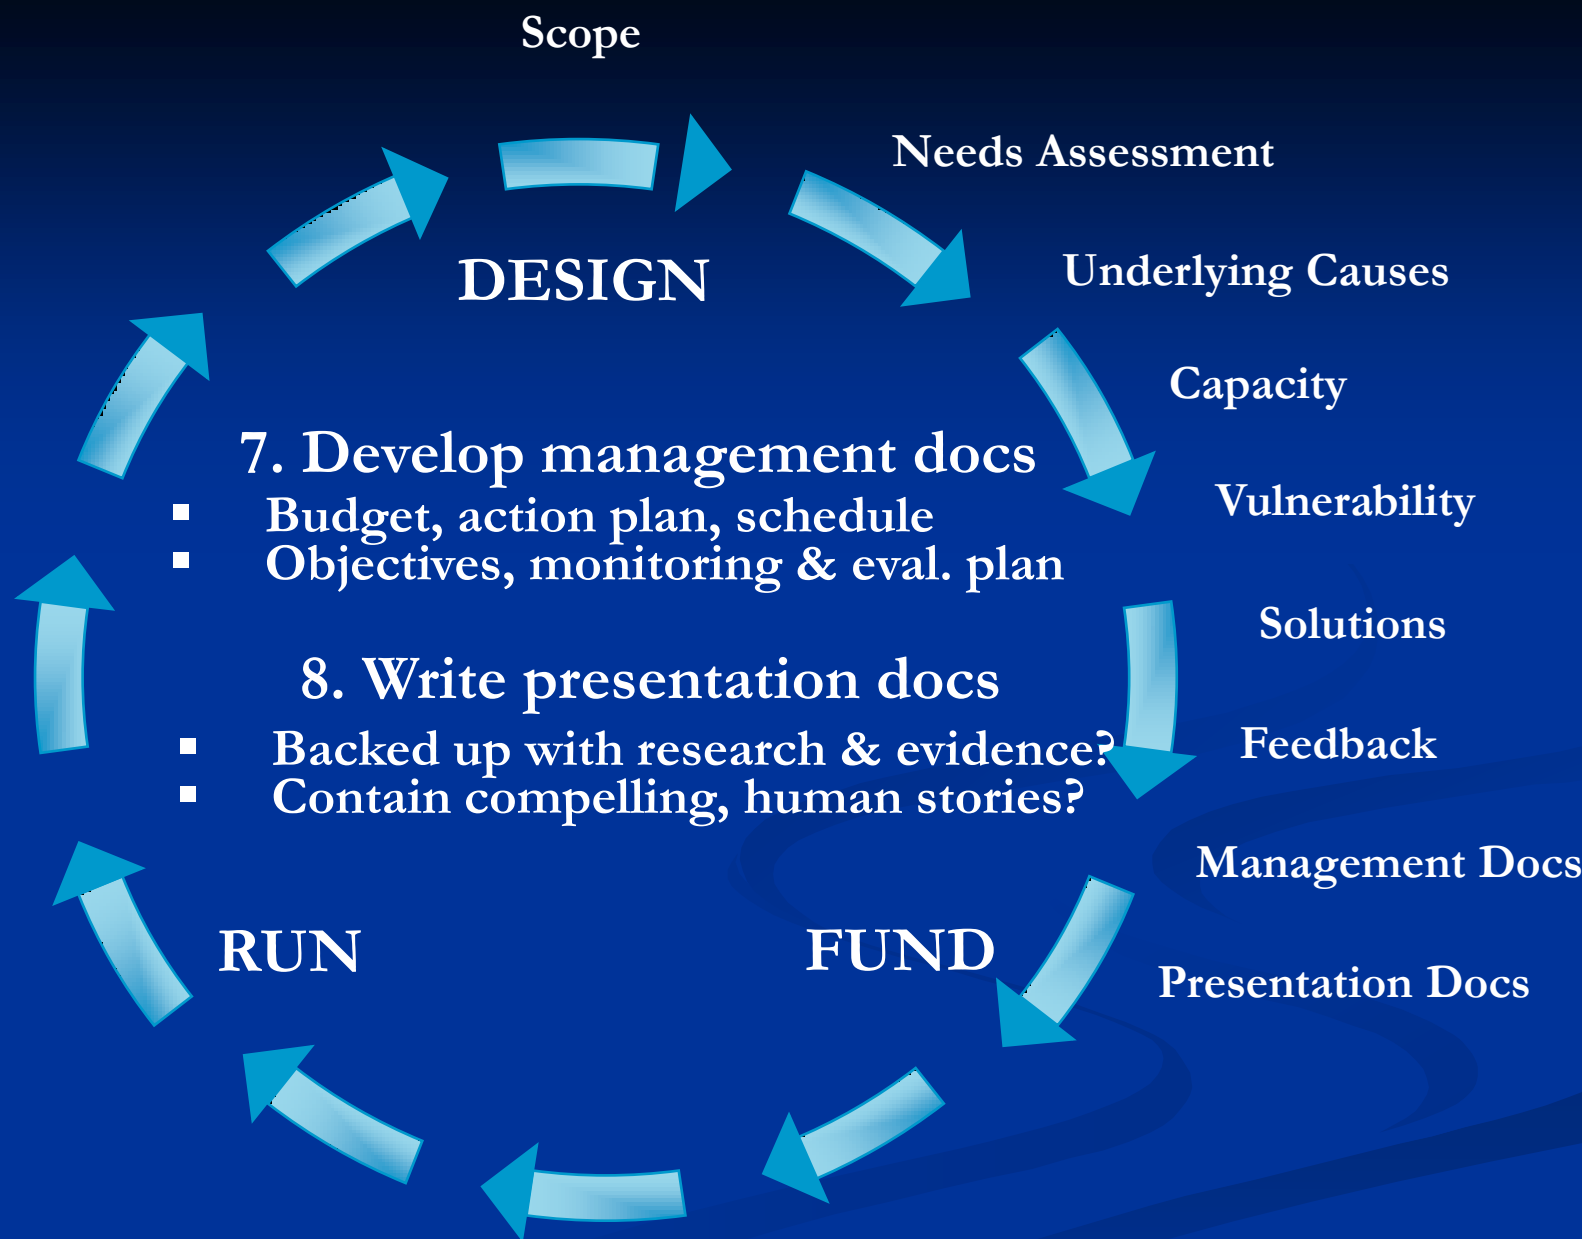 Scope
Needs Assessment
DESIGN
Underlying Causes
Capacity
7. Develop management docs
Budget, action plan, schedule
Objectives, monitoring & eval. plan
Vulnerability
Solutions
8. Write presentation docs
Backed up with research & evidence?
Contain compelling, human stories?
Feedback
Management Docs
RUN
FUND
Presentation Docs